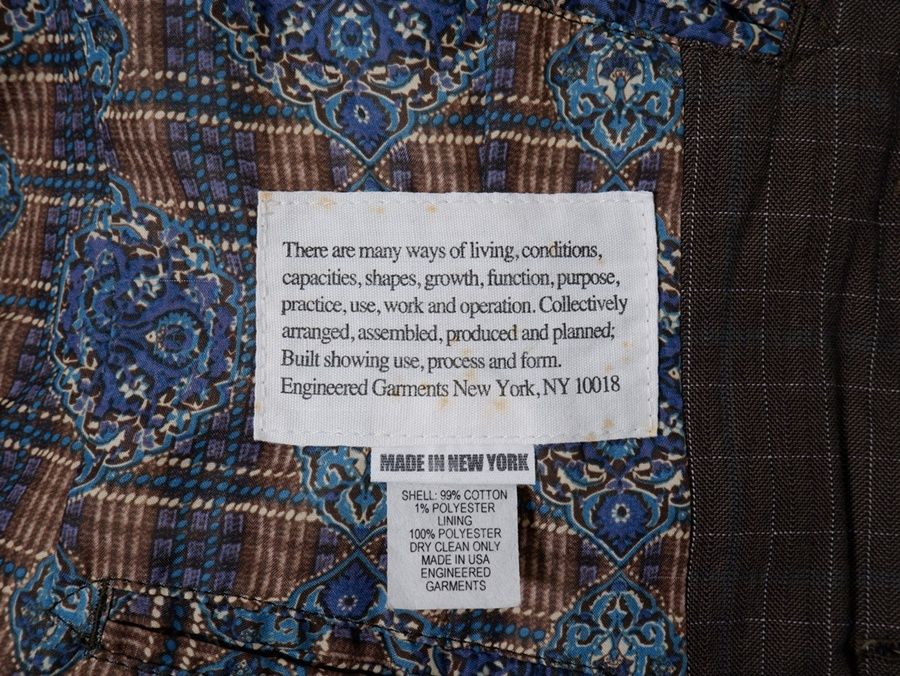 There are many ways of living, conditions,
capacities, shapes, growth, function, purpose,
practice, use, work and operation. Collectively
arranged, assembled, produced and planned;
Built showing use, process and form.
Engineered Garments New York, NY 10018
MADE IN NEW YORK
SHELL: 99% COTTON
1% POLYESTER
LINING
100% POLYESTER
DRY CLEAN ONLY
MADE IN USA
ENGINEERED
GARMENTS